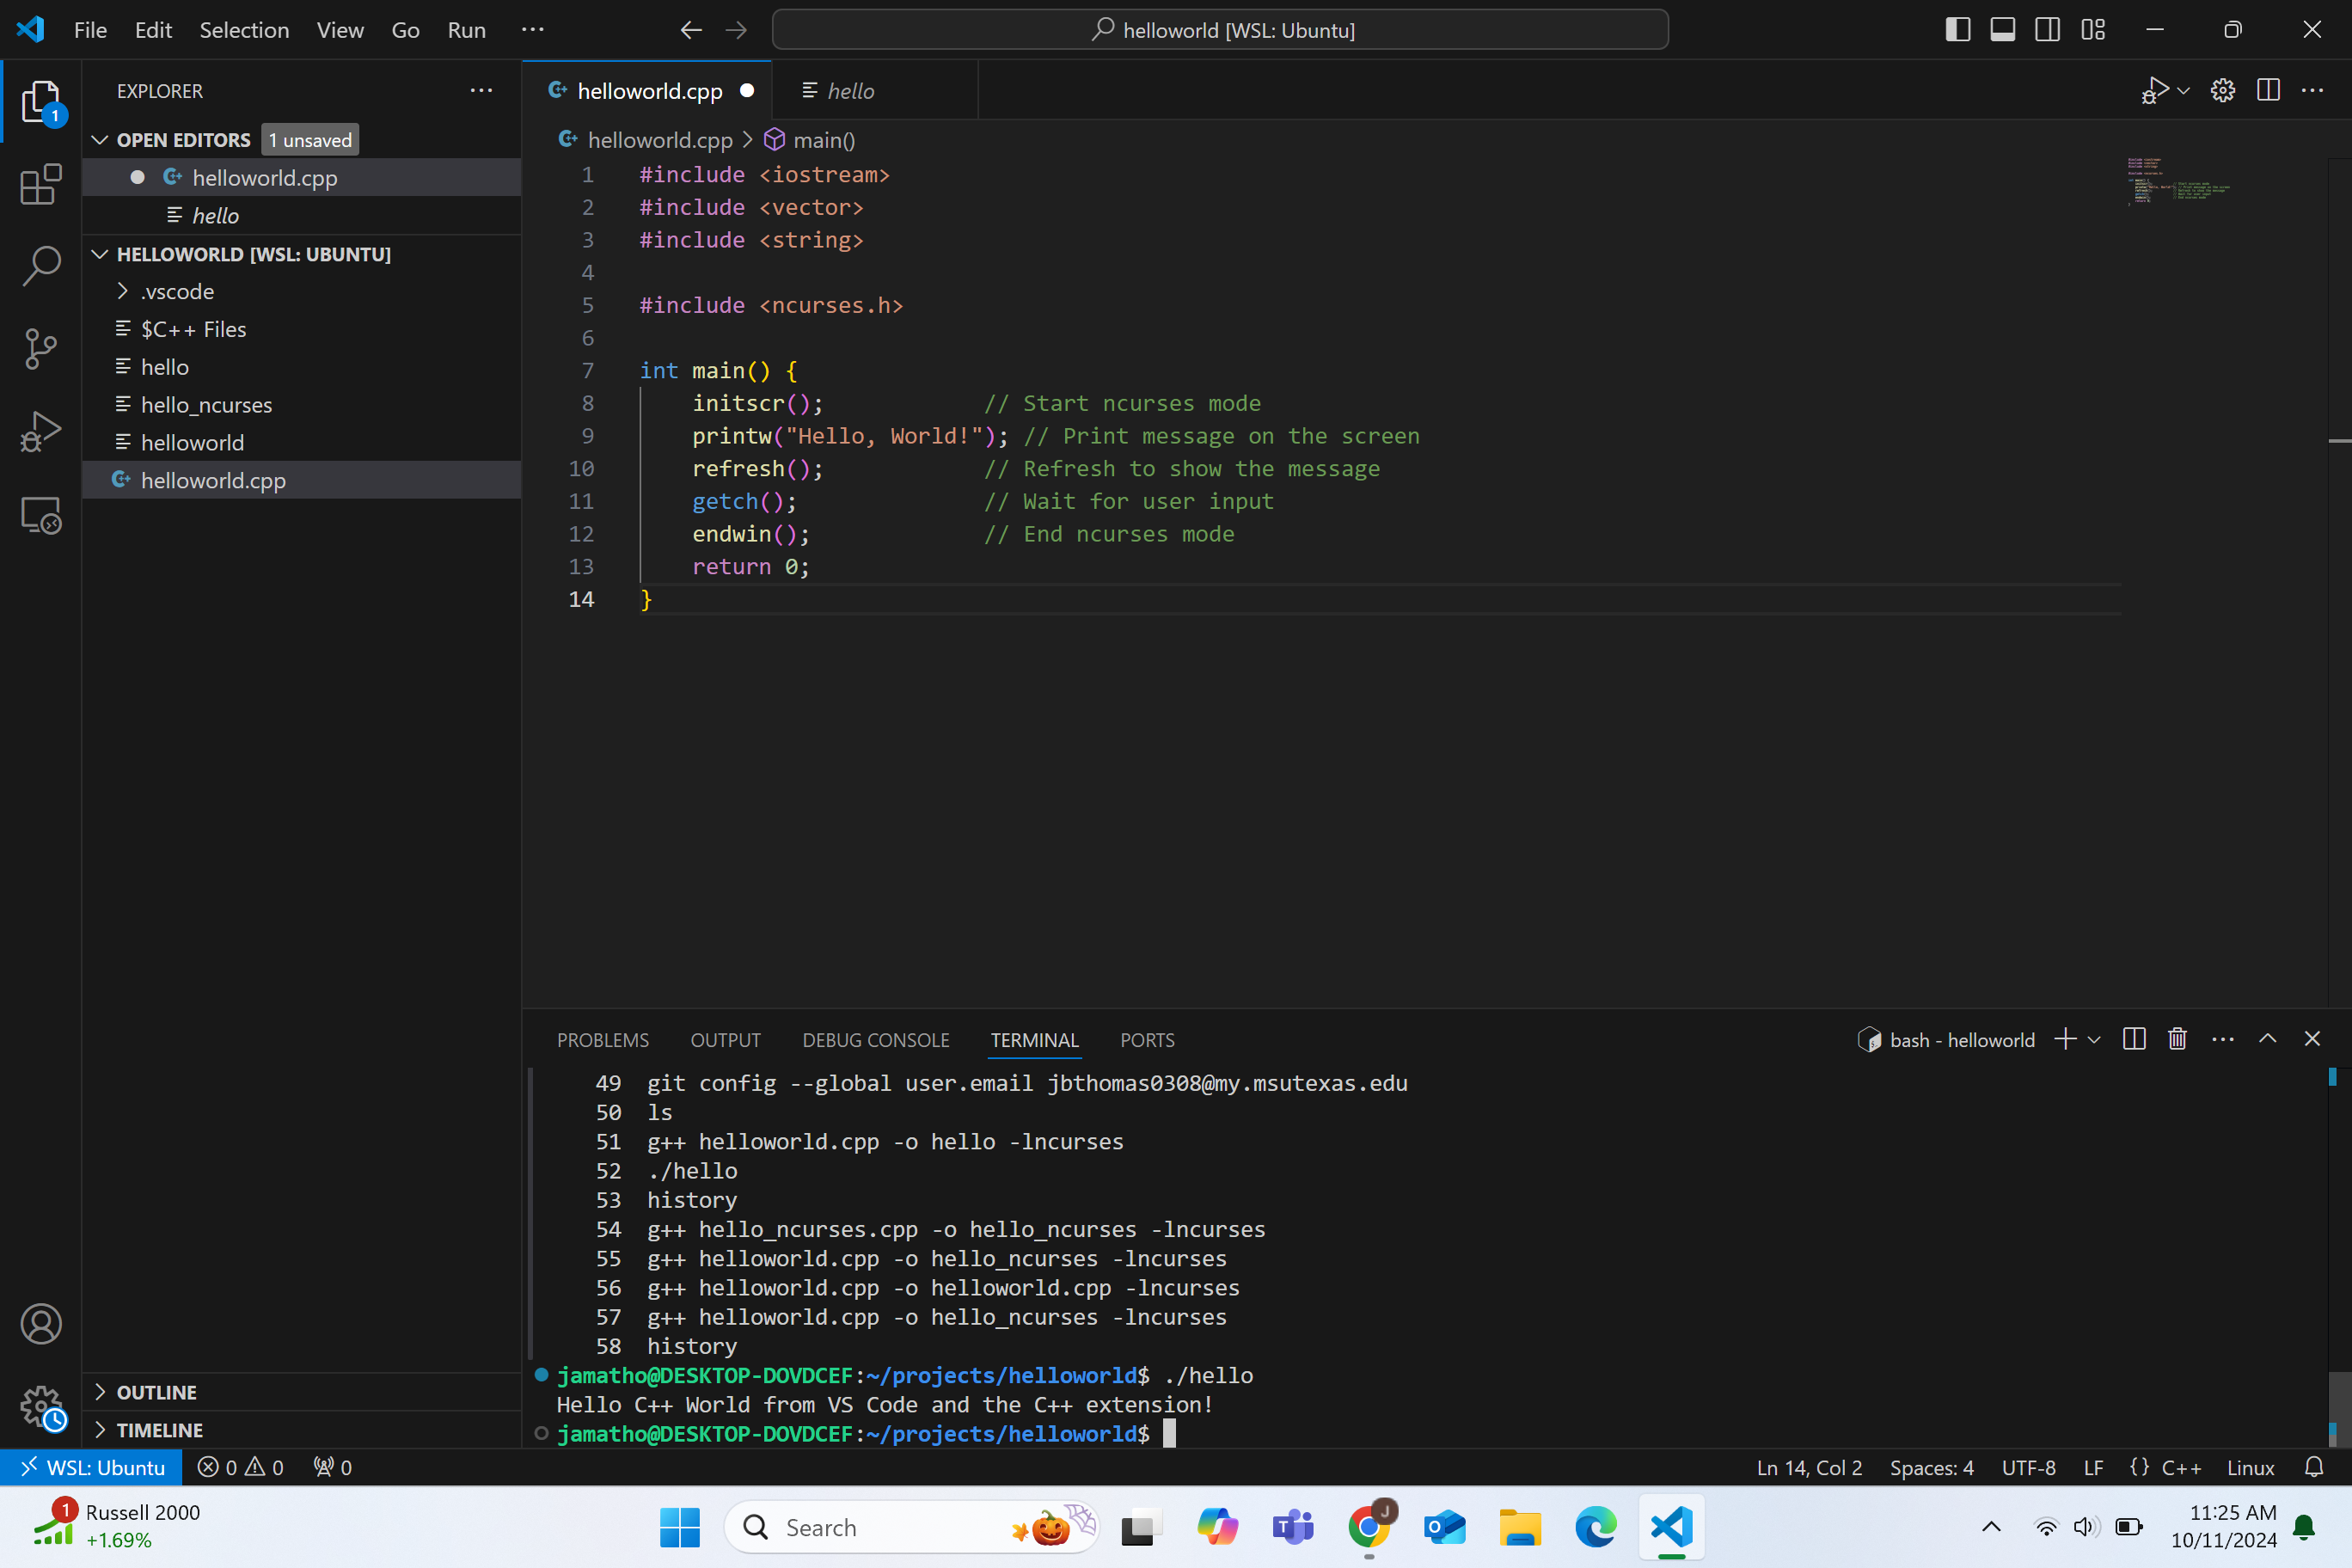 File Edit Selection View Go Run ··· helloworld [WSL: Ubuntu]
EXPLORER
OPEN EDITORS 1 unsaved
helloworld.cpp
hello
HELLOWORLD [WSL: UBUNTU]
.vscode
$C++ Files
hello
hello_ncurses
helloworld
helloworld.cpp
OUTLINE
TIMELINE
1
helloworld.cpp hello
helloworld.cpp > main()
1 #include <iostream>
2 #include <vector>
3 #include <string>
4
5 #include <ncurses.h>
6
7 int main() {
8 initscr(); // Start ncurses mode
9 printw("Hello, World!"); // Print message on the screen
10 refresh(); // Refresh to show the message
11 getch(); // Wait for user input
12 endwin(); // End ncurses mode
13 return 0;
14 }
PROBLEMS OUTPUT DEBUG CONSOLE TERMINAL PORTS bash - helloworld
49 git config --global user.email jbthomas0308@my.msutexas.edu
50 ls
51 g++ helloworld.cpp -o hello -lncurses
52 ./hello
53 history
54 g++ hello_ncurses.cpp -o hello_ncurses -lncurses
55 g++ helloworld.cpp -o hello_ncurses -lncurses
56 g++ helloworld.cpp -o helloworld.cpp -lncurses
57 g++ helloworld.cpp -o hello_ncurses -lncurses
58 history
jamatho@DESKTOP-DOVDCEF:~/projects/helloworld$ ./hello
Hello C++ World from VS Code and the C++ extension!
jamatho@DESKTOP-DOVDCEF:~/projects/helloworld$
WSL: Ubuntu 0 0 0 Ln 14, Col 2 Spaces: 4 UTF-8 LF {} C++ Linux
1 Russell 2000
+1.69%
Search
J
11:25 AM
10/11/2024